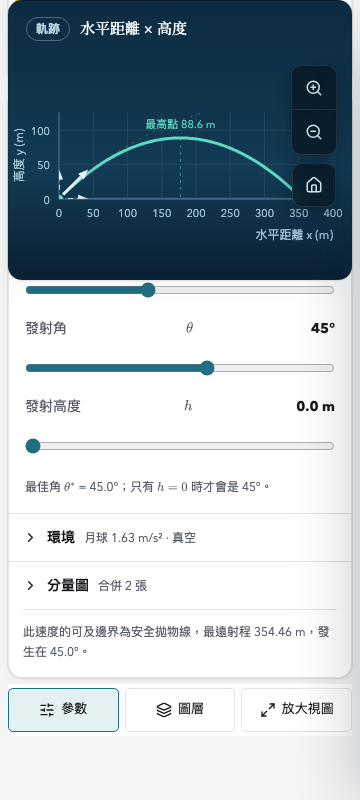 軌跡 水平距離 × 高度
最高點 88.6 m
高度 y (m)
100
50
0
0 50 100 150 200 250 300 350 400
水平距離 x (m)
發射角 θ 45°
發射高度 h 0.0 m
最佳角 θ* = 45.0°；只有 h = 0 時才會是 45°。
環境 月球 1.63 m/s² · 真空
分量圖 合併 2 張
此速度的可及邊界為安全拋物線，最遠射程 354.46 m，發
生在 45.0°。
參數 圖層 放大視圖